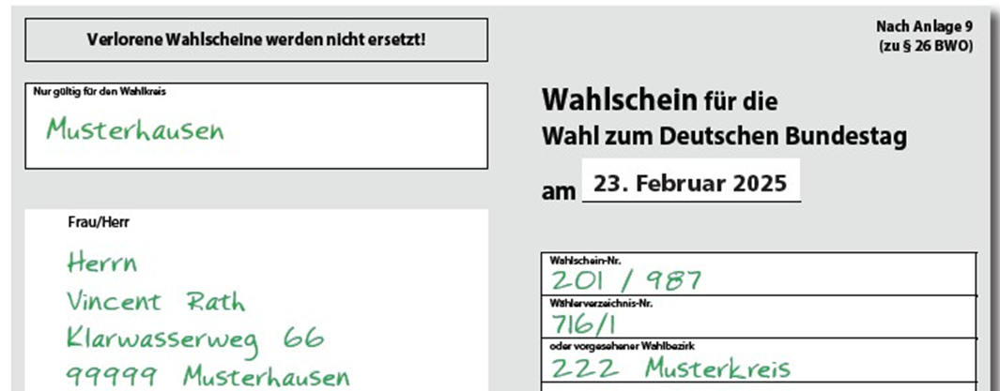 Verlorene Wahlscheine werden nicht ersetzt!
Nach Anlage 9
(zu § 26 BWO)
Nur gültig für den Wahlkreis
Musterhausen
Wahlschein für die
Wahl zum Deutschen Bundestag
am 23. Februar 2025
Frau/Herr
Herrn
Vincent Rath
Klarwasserweg 66
99999 Musterhausen
Wahlschein-Nr.
201 / 987
Wählerverzeichnis-Nr.
716/1
oder vorgesehener Wahlbezirk
222 Musterkreis